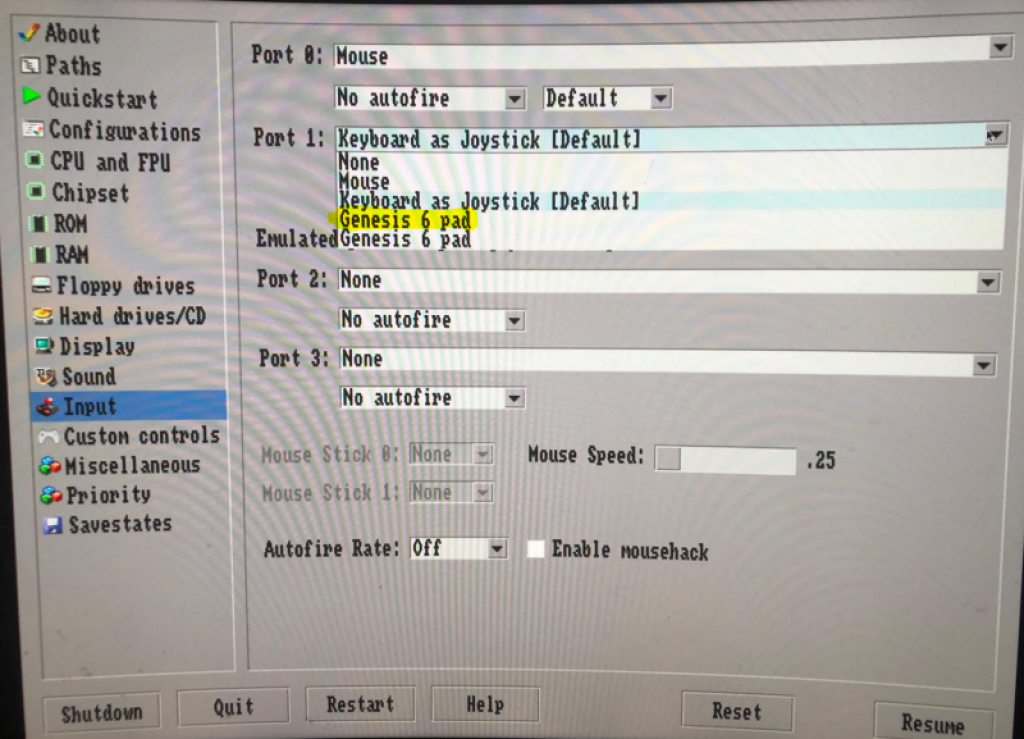 About
Paths
Quickstart
Configurations
CPU and FPU
Chipset
ROM
RAM
Floppy drives
Hard drives/CD
Display
Sound
Input
Custom controls
Miscellaneous
Priority
Savestates
Port 0: Mouse
No autofire Default
Port 1: Keyboard as Joystick [Default]
None
Mouse
Keyboard as Joystick [Default]
Genesis 6 pad
Emulated Genesis 6 pad
Port 2: None
No autofire
Port 3: None
No autofire
Mouse Stick 0: None Mouse Speed: .25
Mouse Stick 1: None
Autofire Rate: Off Enable mousehack
Shutdown Quit Restart Help Reset Resume